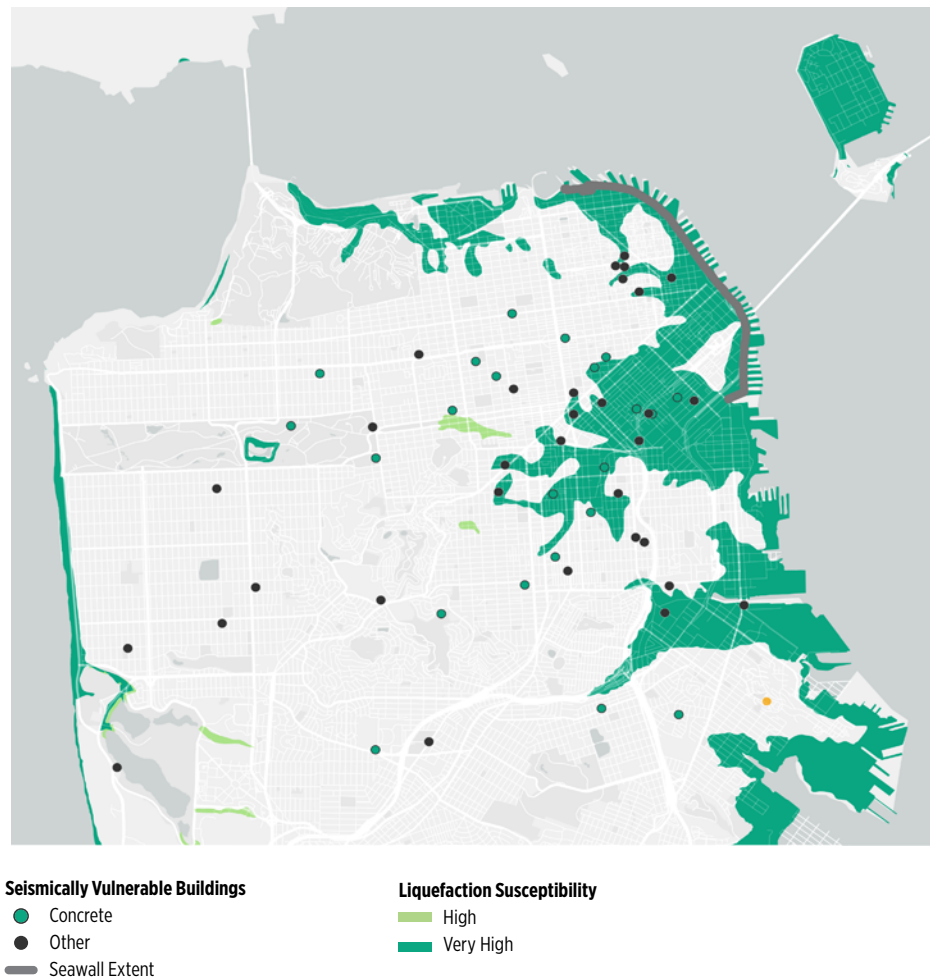 Seismically Vulnerable Buildings
Concrete
Other
Seawall Extent
Liquefaction Susceptibility
High
Very High